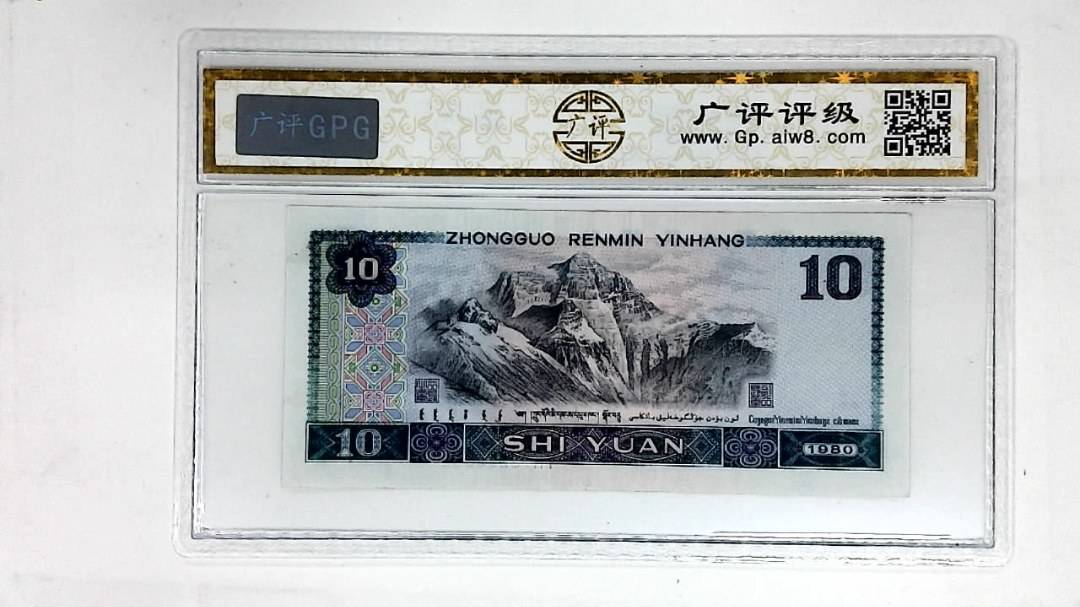 广评GPG
广评
广评评级
www. Gp. aiw8. com
ZHONGGUO RENMIN YINHANG
10
10
10
SHI YUAN
1980